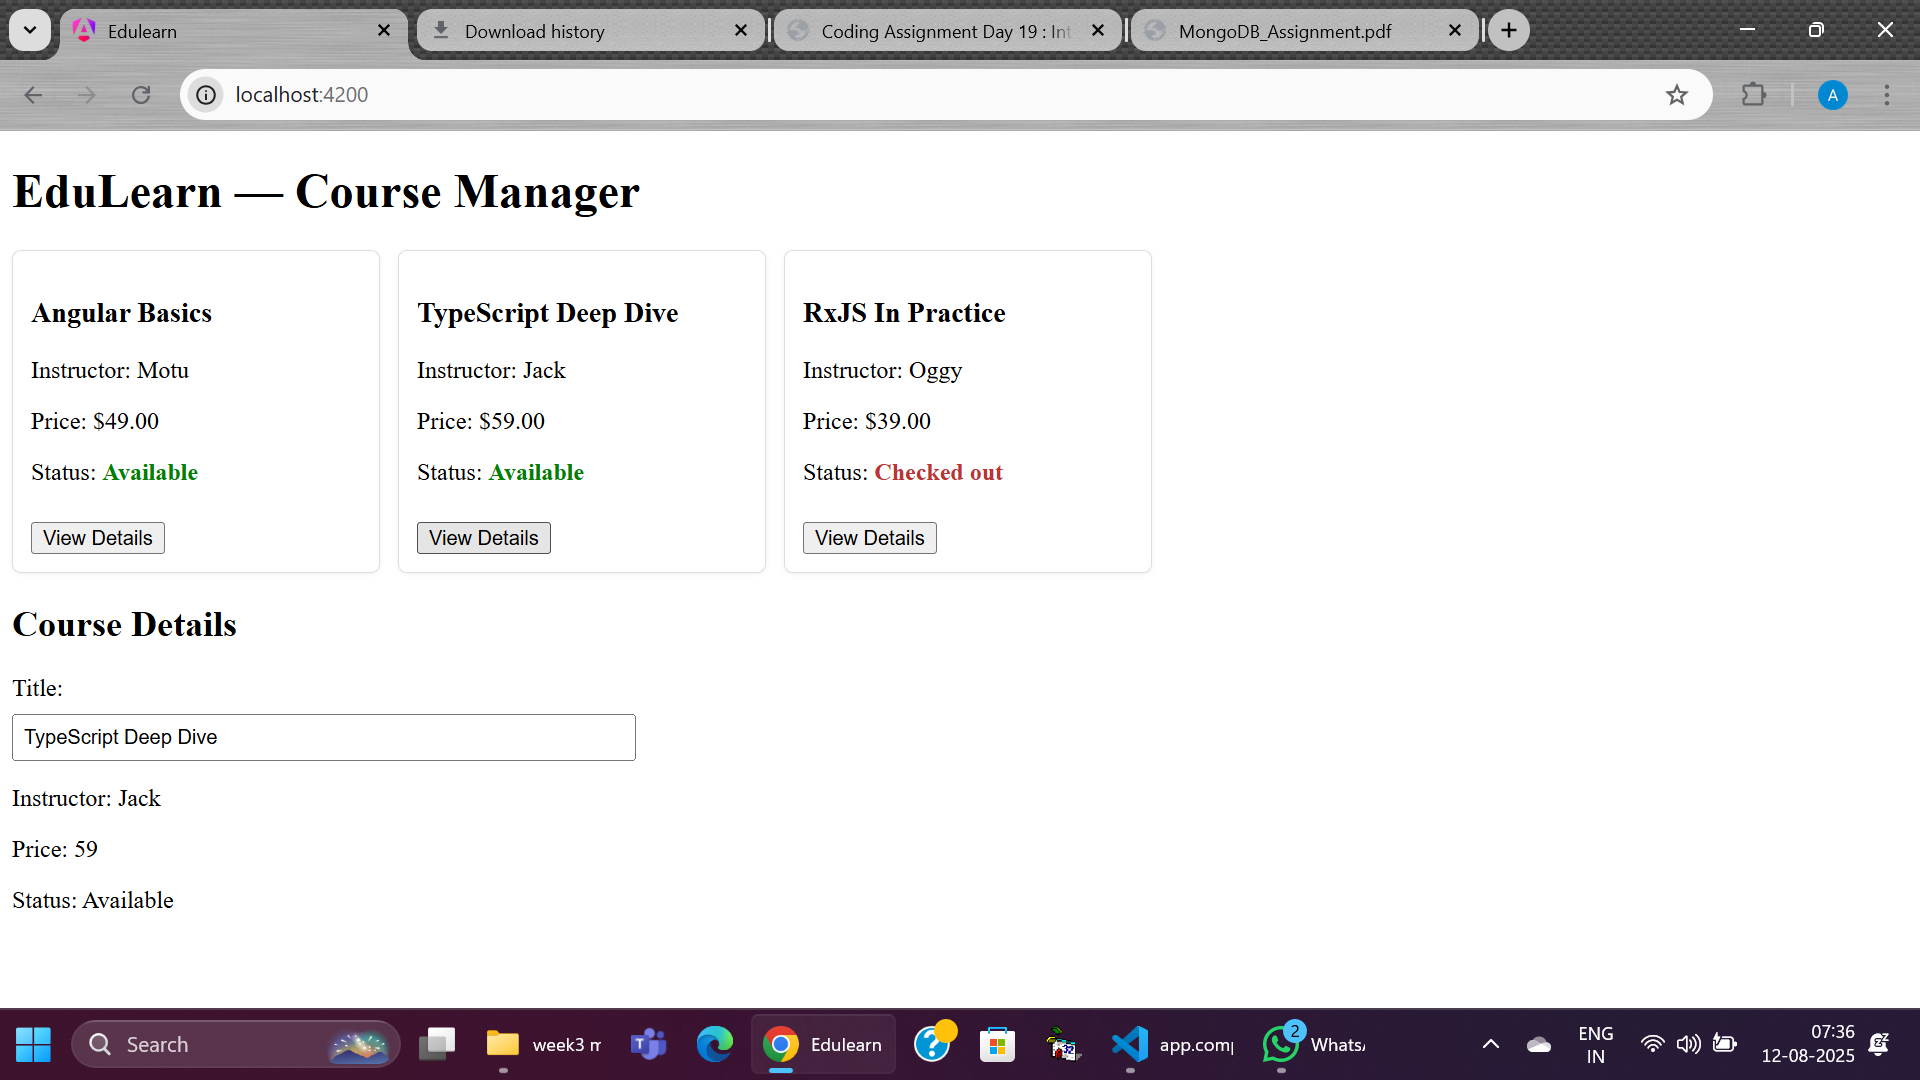 Edulearn
Download history
Coding Assignment Day 19 : Int
MongoDB_Assignment.pdf
localhost:4200
A
EduLearn — Course Manager
Angular Basics
Instructor: Motu
Price: $49.00
Status: Available
View Details
TypeScript Deep Dive
Instructor: Jack
Price: $59.00
Status: Available
View Details
RxJS In Practice
Instructor: Oggy
Price: $39.00
Status: Checked out
View Details
Course Details
Title:
TypeScript Deep Dive
Instructor: Jack
Price: 59
Status: Available
Search
week3 m
Edulearn
app.comp
2
Whats
ENG
IN
07:36
12-08-2025